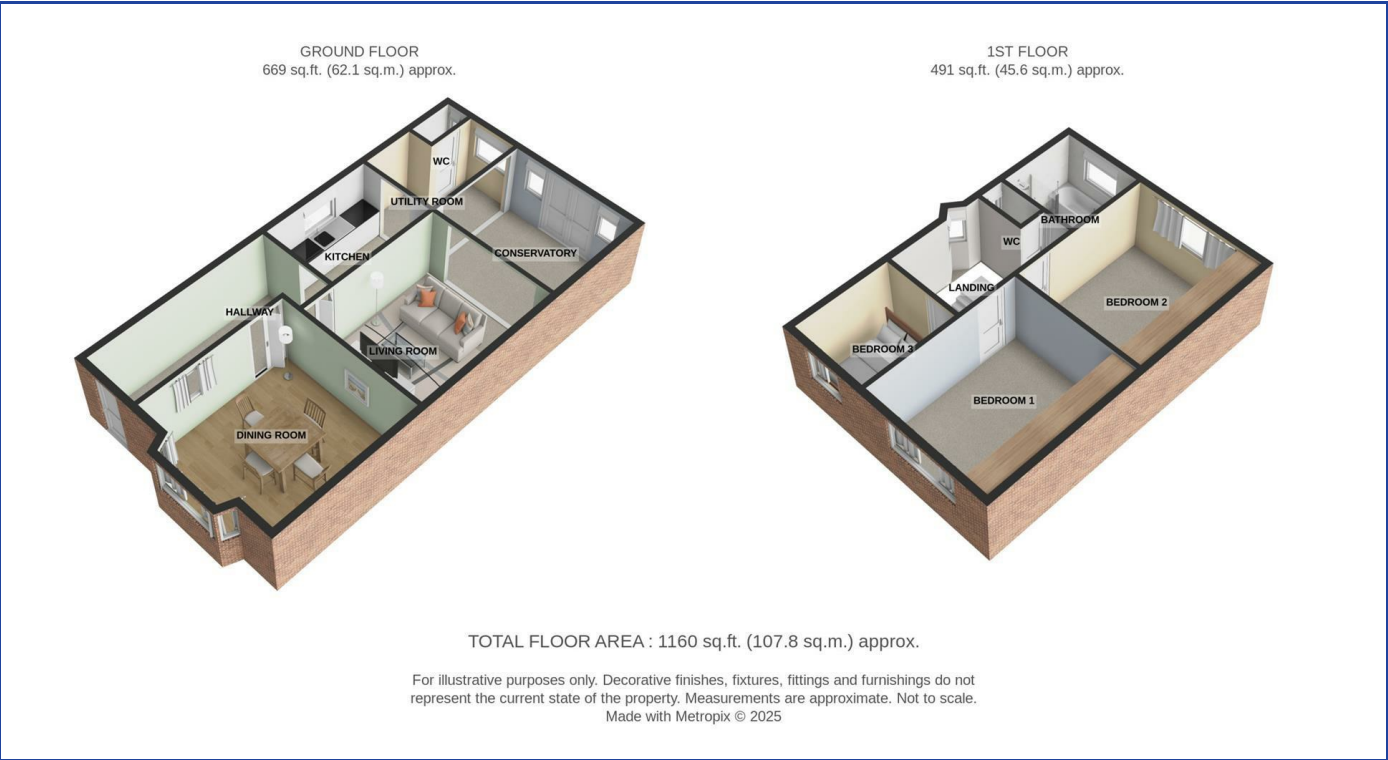 GROUND FLOOR
669 sq.ft. (62.1 sq.m.) approx.
1ST FLOOR
491 sq.ft. (45.6 sq.m.) approx.
WC
UTILITY ROOM
KITCHEN
CONSERVATORY
HALLWAY
LIVING ROOM
DINING ROOM
BATHROOM
WC
LANDING
BEDROOM 2
BEDROOM 3
BEDROOM 1
TOTAL FLOOR AREA : 1160 sq.ft. (107.8 sq.m.) approx.
For illustrative purposes only. Decorative finishes, fixtures, fittings and furnishings do not
represent the current state of the property. Measurements are approximate. Not to scale.
Made with Metropix © 2025